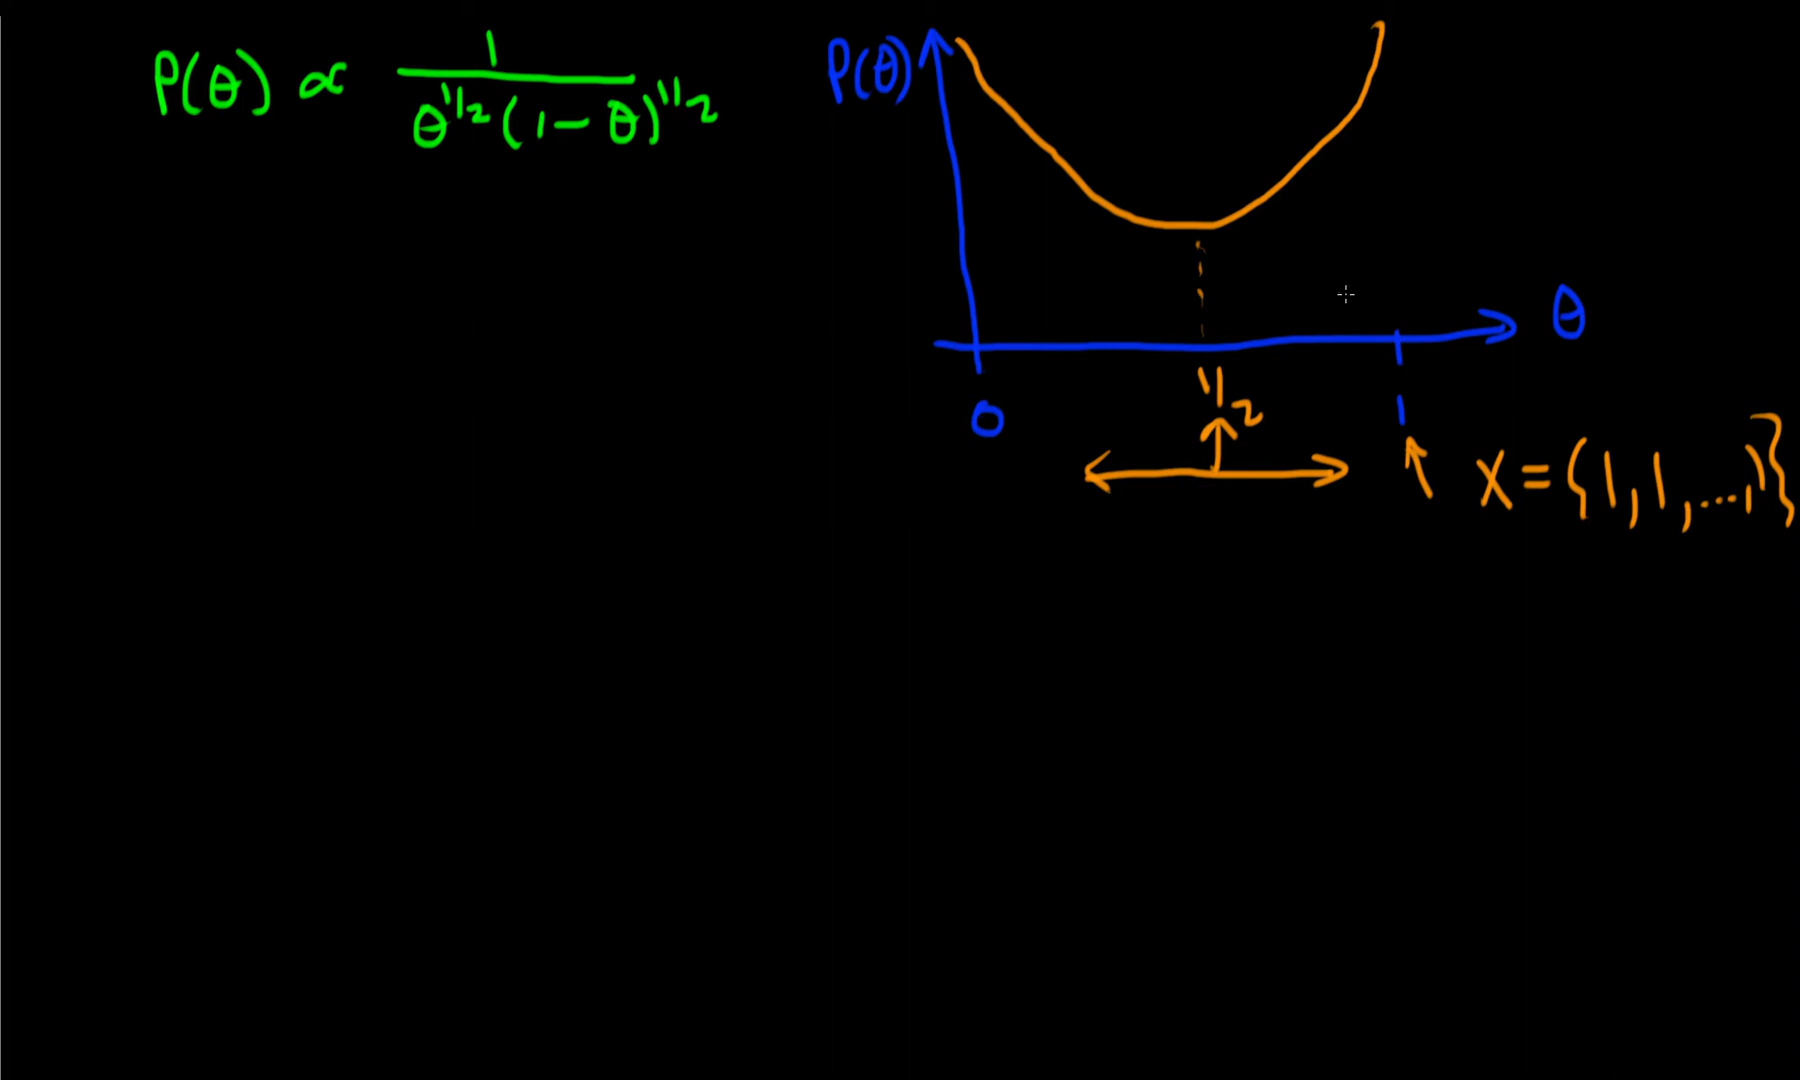 P(θ) ∝ 1 / θ^1/2 (1 - θ)^1/2
P(θ)
θ
0
1/2
1
X = {1, 1, ..., 1}